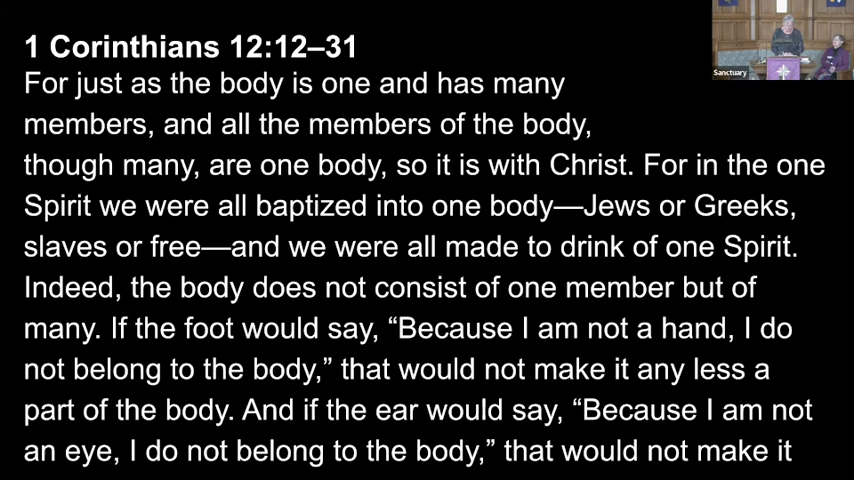 1 Corinthians 12:12–31
For just as the body is one and has many
members, and all the members of the body,
though many, are one body, so it is with Christ. For in the one
Spirit we were all baptized into one body—Jews or Greeks,
slaves or free—and we were all made to drink of one Spirit.
Indeed, the body does not consist of one member but of
many. If the foot would say, “Because I am not a hand, I do
not belong to the body,” that would not make it any less a
part of the body. And if the ear would say, “Because I am not
an eye, I do not belong to the body,” that would not make it
Sanctuary